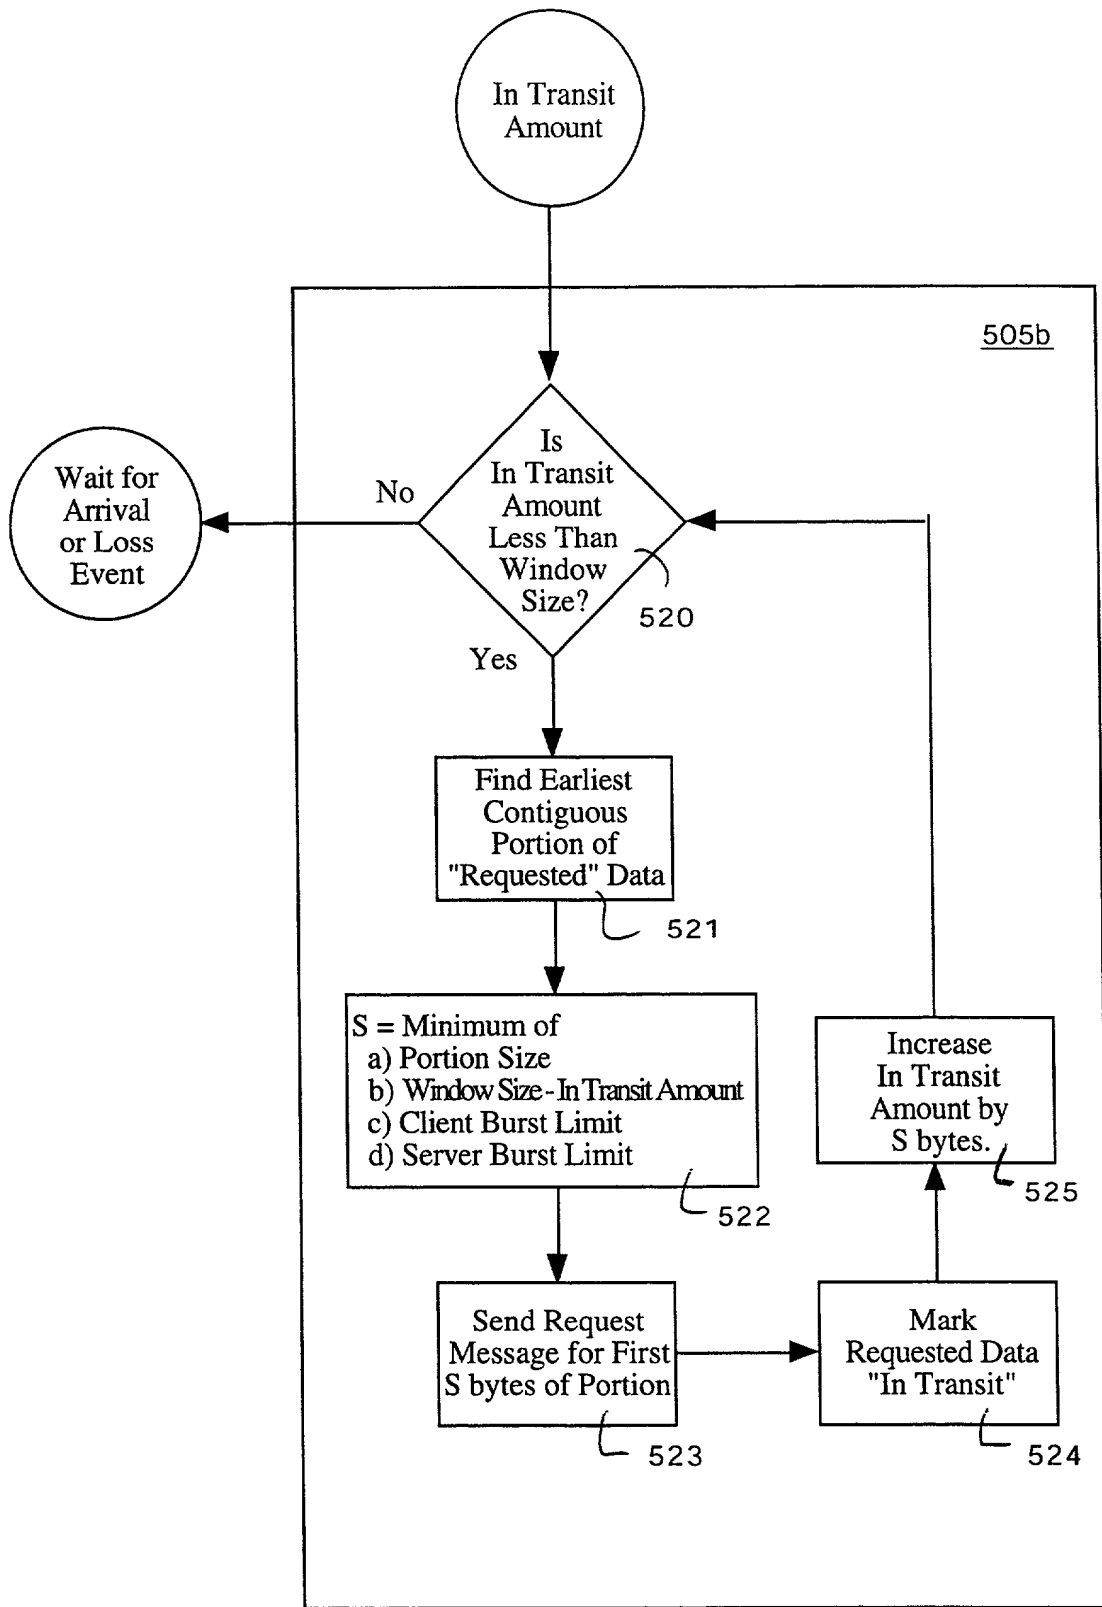 In Transit
Amount
505b
Is
In Transit
Amount
Less Than
Window
Size?
520
No
Wait for
Arrival
or Loss
Event
Yes
Find Earliest
Contiguous
Portion of
"Requested" Data
521
S = Minimum of
a) Portion Size
b) Window Size - In Transit Amount
c) Client Burst Limit
d) Server Burst Limit
522
Send Request
Message for First
S bytes of Portion
523
Mark
Requested Data
"In Transit"
524
Increase
In Transit
Amount by
S bytes.
525